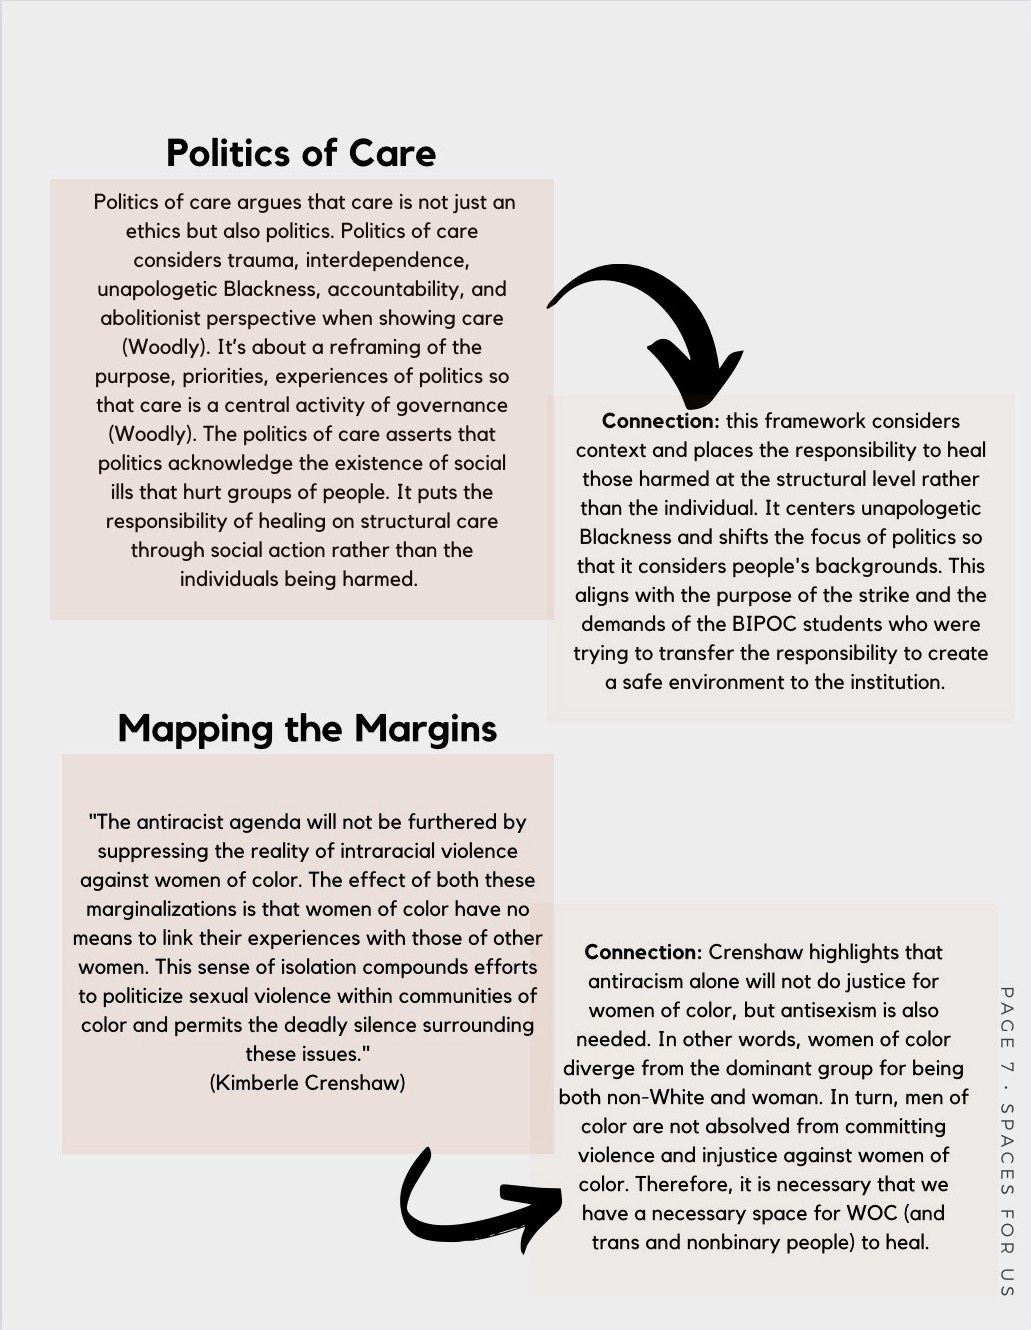 Politics of Care
Politics of care argues that care is not just an
ethics but also politics. Politics of care
considers trauma, interdependence,
unapologetic Blackness, accountability, and
abolitionist perspective when showing care
(Woodly). It's about a reframing of the
purpose, priorities, experiences of politics so
that care is a central activity of governance
(Woodly). The politics of care asserts that
politics acknowledge the existence of social
ills that hurt groups of people. It puts the
responsibility of healing on structural care
through social action rather than the
individuals being harmed.
Connection: this framework considers
context and places the responsibility to heal
those harmed at the structural level rather
than the individual. It centers unapologetic
Blackness and shifts the focus of politics so
that it considers people's backgrounds. This
aligns with the purpose of the strike and the
demands of the BIPOC students who were
trying to transfer the responsibility to create
a safe environment to the institution.
Mapping the Margins
"The antiracist agenda will not be furthered by
suppressing the reality of intraracial violence
against women of color. The effect of both these
marginalizations is that women of color have no
means to link their experiences with those of other
women. This sense of isolation compounds efforts
to politicize sexual violence within communities of
color and permits the deadly silence surrounding
these issues."
(Kimberle Crenshaw)
Connection: Crenshaw highlights that
antiracism alone will not do justice for
women of color, but antisexism is also
needed. In other words, women of color
diverge from the dominant group for being
both non-White and woman. In turn, men of
color are not absolved from committing
violence and injustice against women of
color. Therefore, it is necessary that we
have a necessary space for WOC (and
trans and nonbinary people) to heal.
PAGE 7 · SPACES FOR US